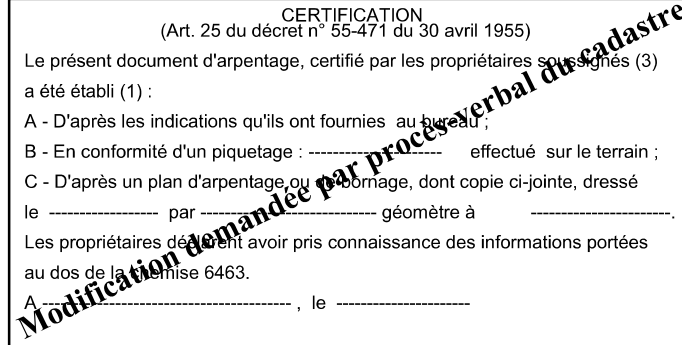 CERTIFICATION
(Art. 25 du décret n° 55-471 du 30 avril 1955)
Le présent document d'arpentage, certifié par les propriétaires soussignés (3)
a été établi (1) :
A - D'après les indications qu'ils ont fournies au bureau ;
B - En conformité d'un piquetage : ---------------------- effectué sur le terrain ;
C - D'après un plan d'arpentage ou de bornage, dont copie ci-jointe, dressé
le ------------------ par ----------------------------- géomètre à -----------------------.
Les propriétaires déclarent avoir pris connaissance des informations portées
au dos de la chemise 6463.
A ----------------------------------------- , le ----------------------
Modification demandée par procès-verbal du cadastre